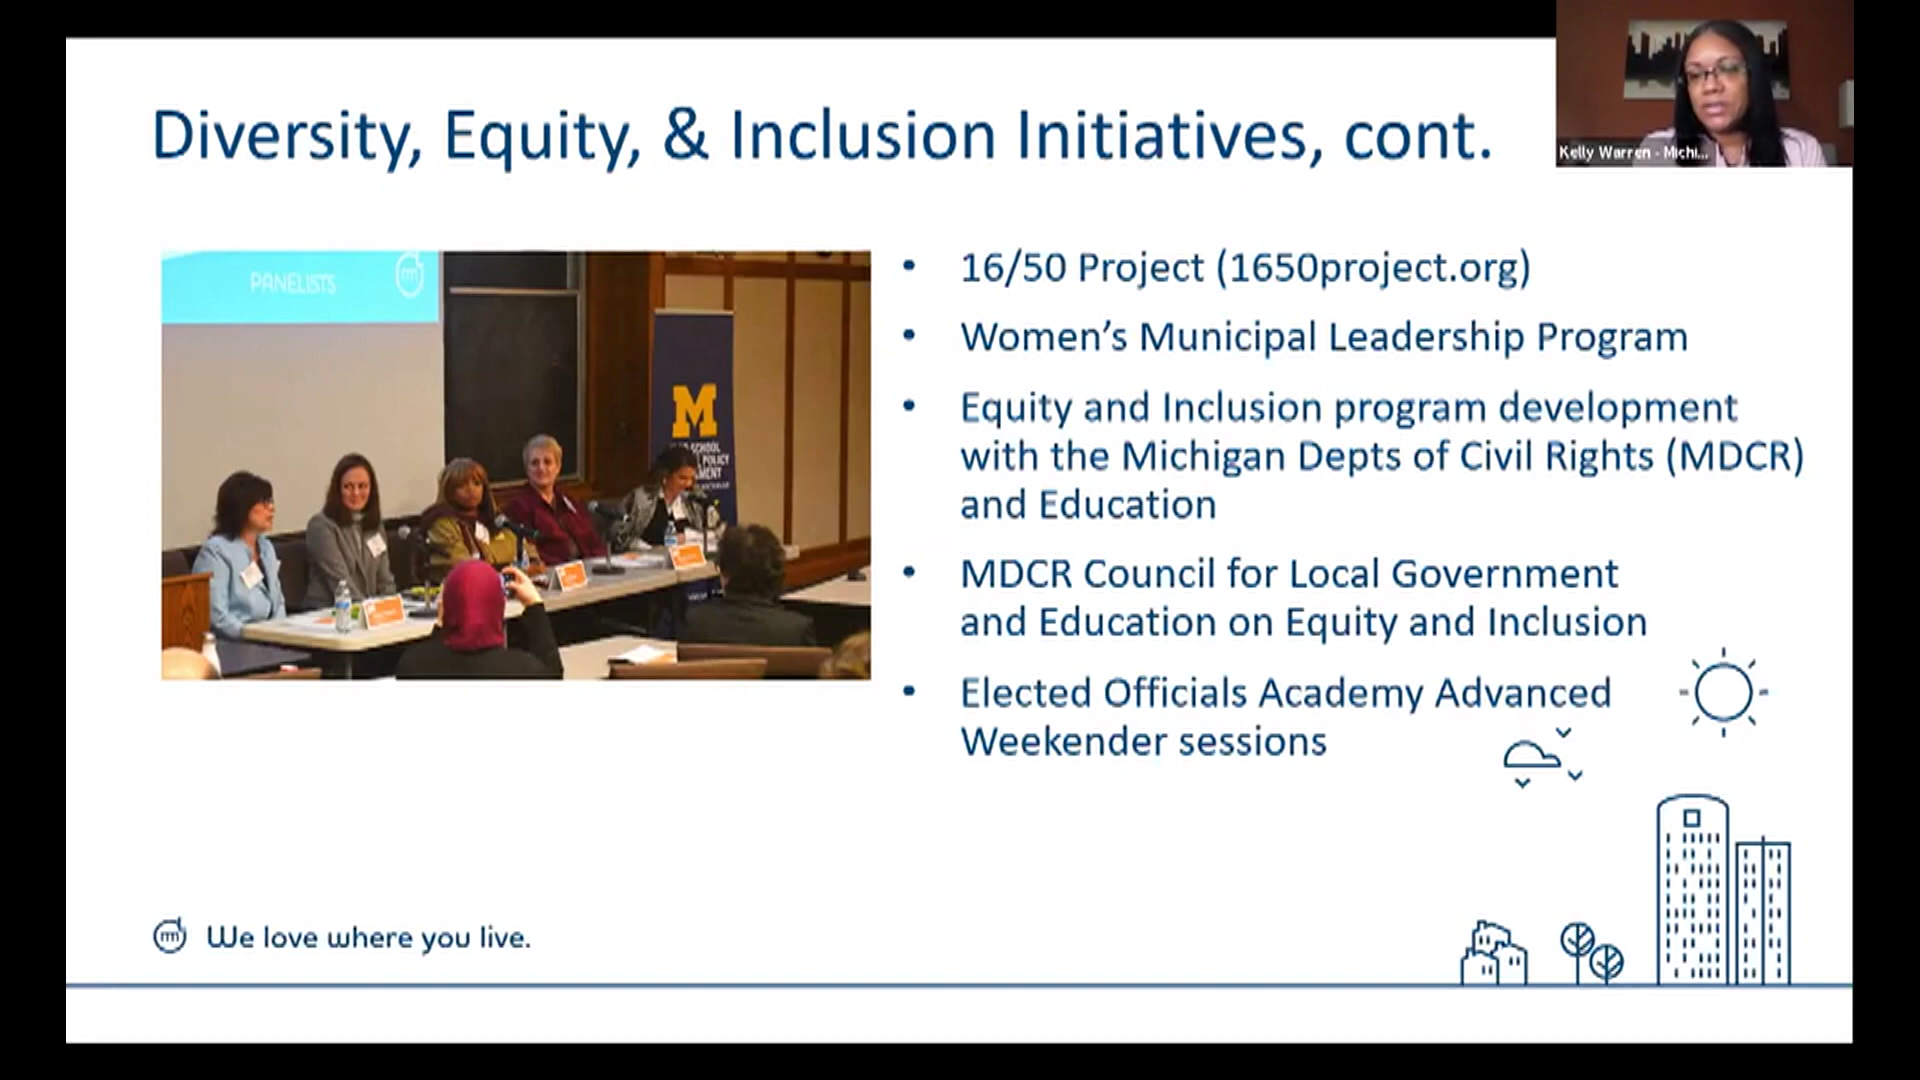 Diversity, Equity, & Inclusion Initiatives, cont.
Kelly Warren - Michi...
PANELISTS
M
SCHOOL
POLICY
• 16/50 Project (1650project.org)
• Women’s Municipal Leadership Program
• Equity and Inclusion program development
with the Michigan Depts of Civil Rights (MDCR)
and Education
• MDCR Council for Local Government
and Education on Equity and Inclusion
• Elected Officials Academy Advanced
Weekender sessions
We love where you live.